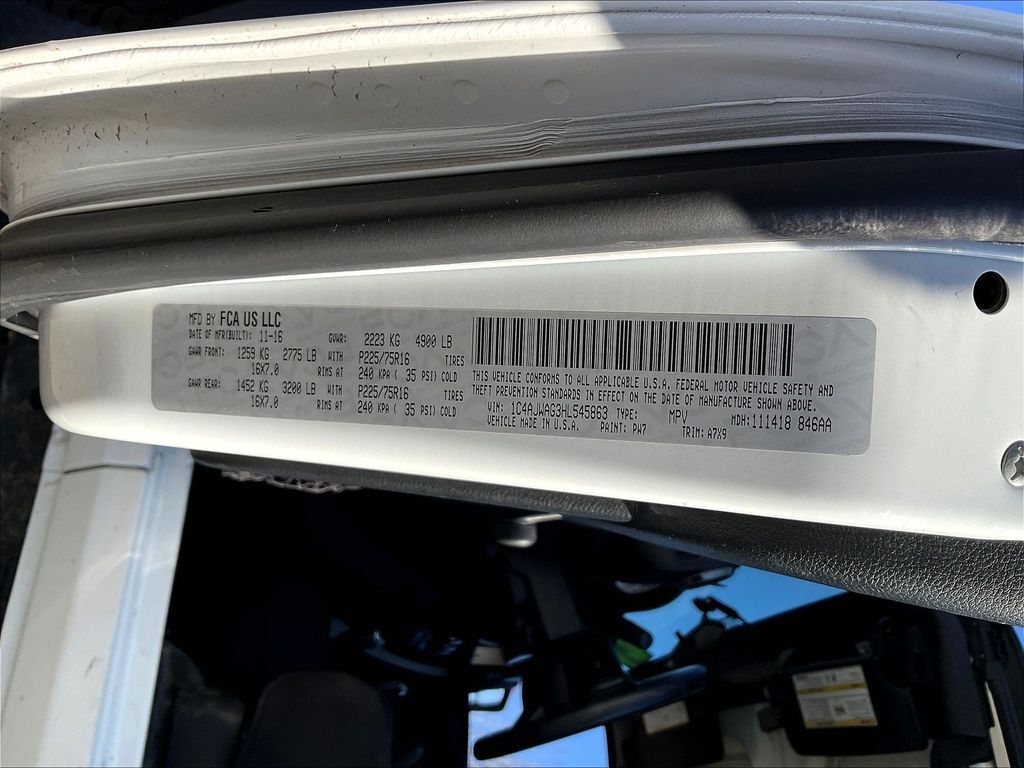 MFD BY FCA US LLC
DATE OF MFR(BUILT): 11-16 GVWR: 2223 KG 4900 LB
GAWR FRONT: 1259 KG 2775 LB WITH P225/75R16 TIRES
16X7.0 RIMS AT 240 KPA ( 35 PSI) COLD
GAWR REAR: 1452 KG 3200 LB WITH P225/75R16 TIRES
16X7.0 RIMS AT 240 KPA ( 35 PSI) COLD
THIS VEHICLE CONFORMS TO ALL APPLICABLE U.S.A. FEDERAL MOTOR VEHICLE SAFETY AND
THEFT PREVENTION STANDARDS IN EFFECT ON THE DATE OF MANUFACTURE SHOWN ABOVE.
VIN: 1C4AJWAG3HL545863 TYPE: MPV MDH: 111418 846AA
VEHICLE MADE IN U.S.A. PAINT: PW7 TRIM: A7X9